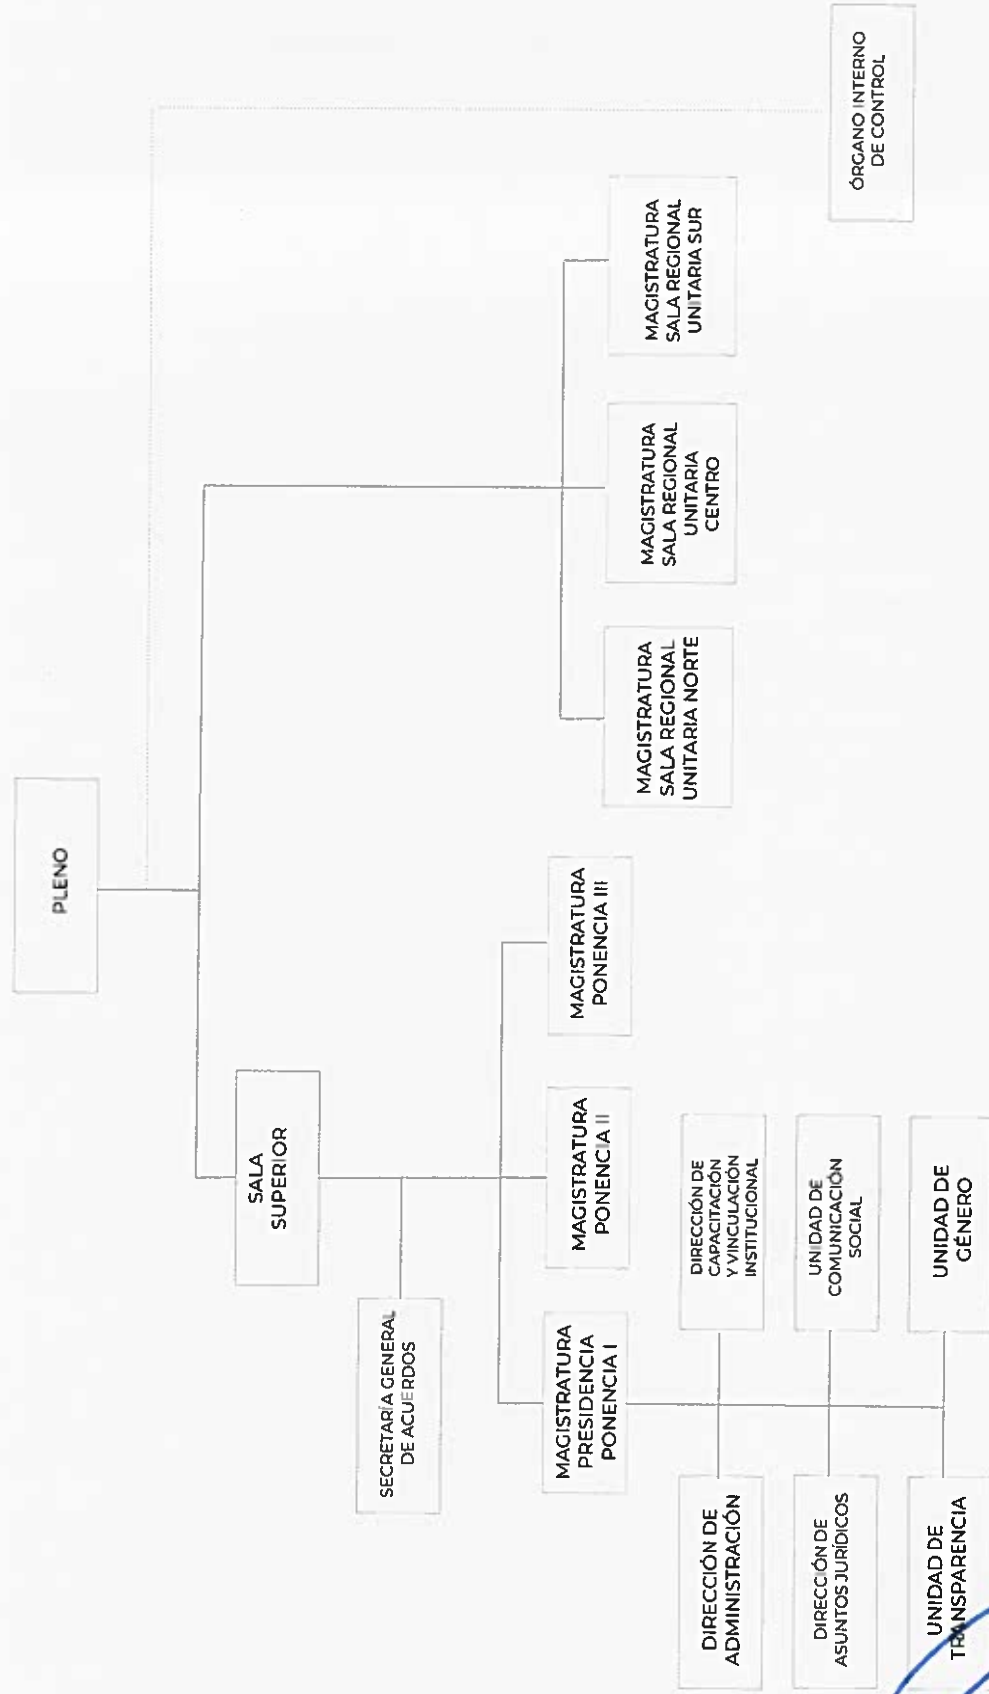 PLENO
SALA
SUPERIOR
SECRETARÍA GENERAL
DE ACUERDOS
MAGISTRATURA
PRESIDENCIA
PONENCIA I
MAGISTRATURA
PONENCIA II
MAGISTRATURA
PONENCIA III
DIRECCIÓN DE
ADMINISTRACIÓN
DIRECCIÓN DE
CAPACITACIÓN
Y VINCULACIÓN
INSTITUCIONAL
DIRECCIÓN DE
ASUNTOS JURÍDICOS
UNIDAD DE
COMUNICACIÓN
SOCIAL
UNIDAD DE
TRANSPARENCIA
UNIDAD DE
GÉNERO
MAGISTRATURA
SALA REGIONAL
UNITARIA NORTE
MAGISTRATURA
SALA REGIONAL
UNITARIA
CENTRO
MAGISTRATURA
SALA REGIONAL
UNITARIA SUR
ÓRGANO INTERNO
DE CONTROL